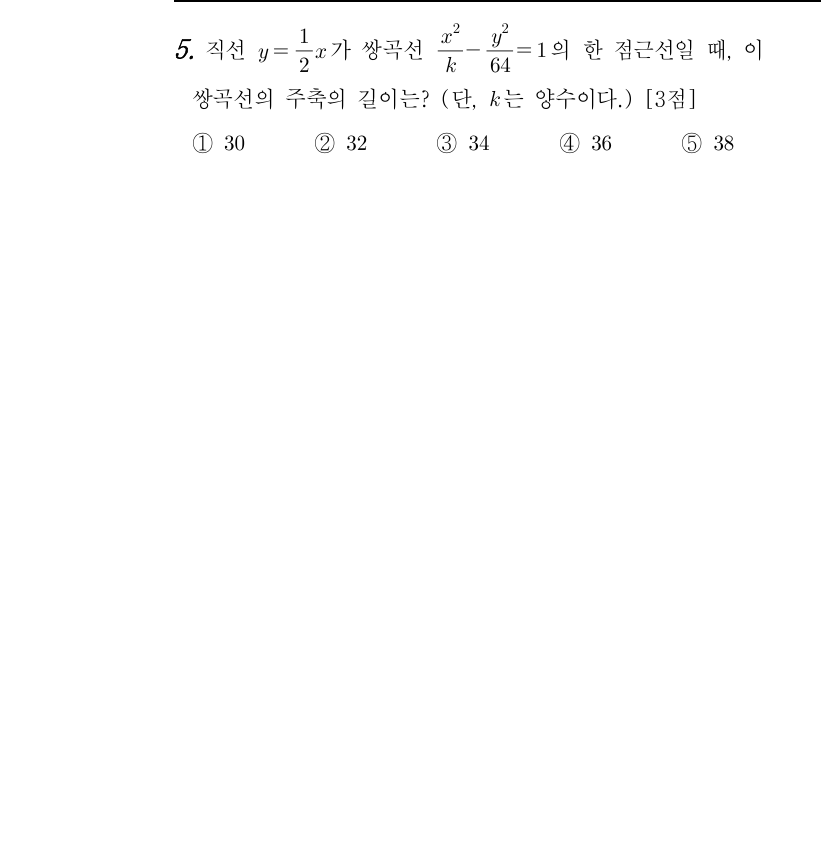 5. 직선 y=\frac{1}{2}x가 쌍곡선 \frac{x^2}{k}-\frac{y^2}{64}=1의 한 점근선일 때, 이
쌍곡선의 주축의 길이는? (단, k는 양수이다.) [3점]
① 30 ② 32 ③ 34 ④ 36 ⑤ 38